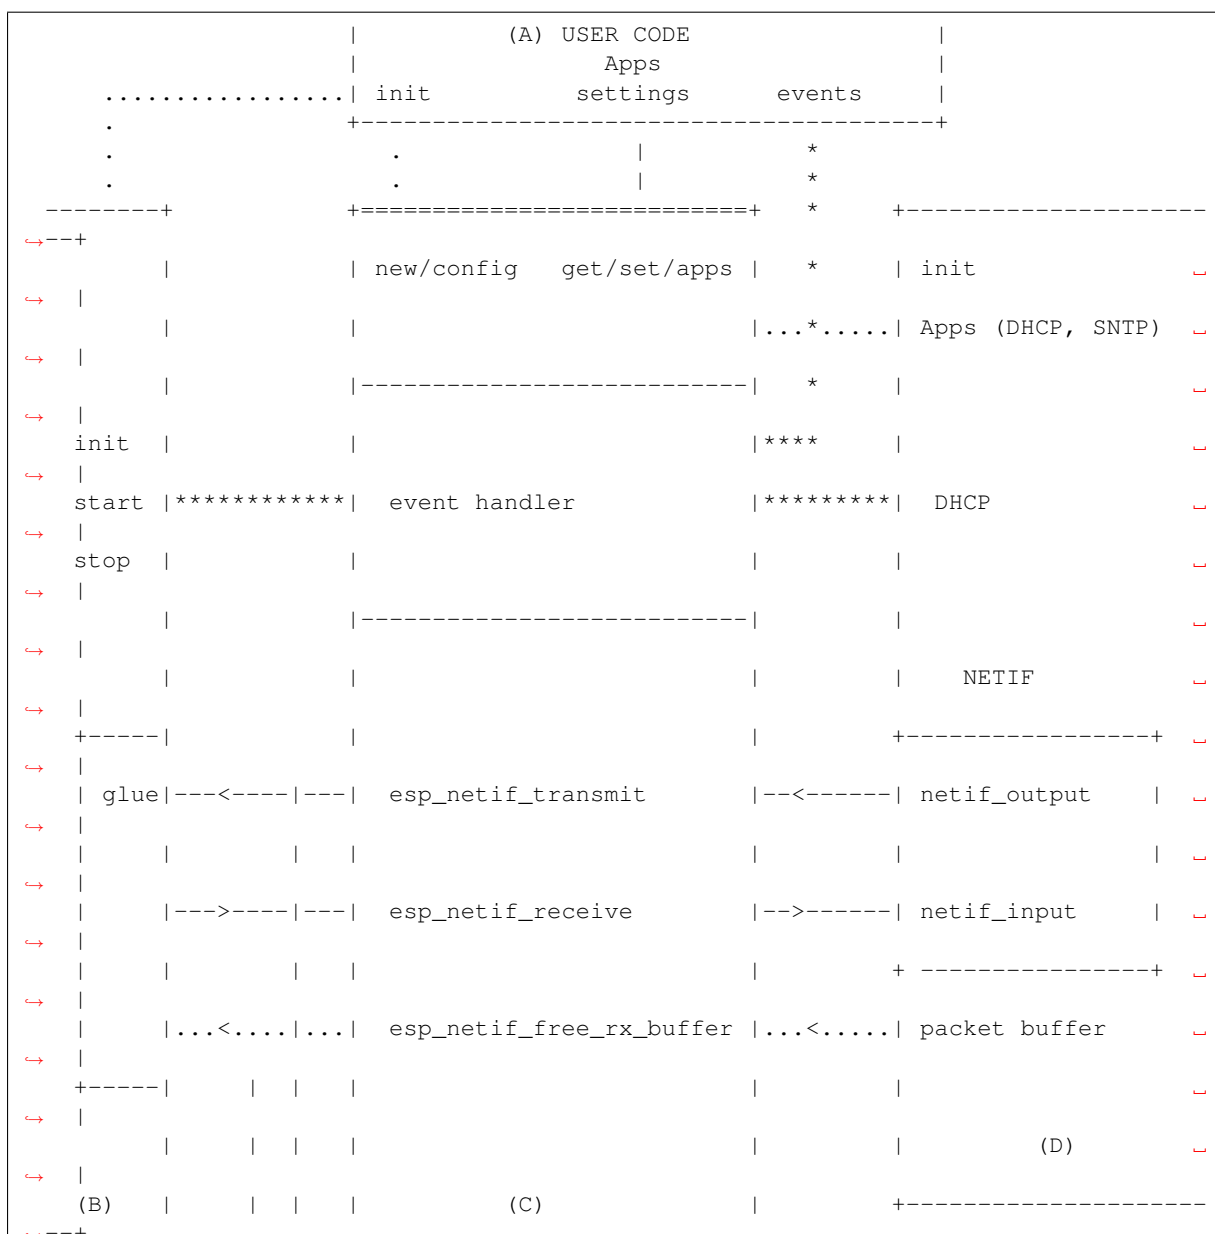 |          (A) USER CODE                 |
                       |                 Apps                   |
      .................| init          settings      events     |
      .                +----------------------------------------+
      .                   .                |           *
      .                   .                |           *
  --------+            +===========================+   *     +---------------------
↪--+
          |            | new/config   get/set/apps |   *     | init               ␣
↪  |
          |            |                           |...*.....| Apps (DHCP, SNTP)  ␣
↪  |
          |            |---------------------------|   *     |                    ␣
↪  |
    init  |            |                           |****     |                    ␣
↪  |
    start |************|  event handler            |*********|  DHCP              ␣
↪  |
    stop  |            |                           |         |                    ␣
↪  |
          |            |---------------------------|         |                    ␣
↪  |
          |            |                           |         |    NETIF           ␣
↪  |
    +-----|            |                           |         +-----------------+  ␣
↪  |
    | glue|---<----|---|  esp_netif_transmit       |--<------| netif_output    |  ␣
↪  |
    |     |        |   |                           |         |                 |  ␣
↪  |
    |     |--->----|---|  esp_netif_receive        |-->------| netif_input     |  ␣
↪  |
    |     |        |   |                           |         + ----------------+  ␣
↪  |
    |     |...<....|...|  esp_netif_free_rx_buffer |...<.....| packet buffer      ␣
↪  |
    +-----|     |  |   |                           |         |                    ␣
↪  |
          |     |  |   |                           |         |         (D)        ␣
↪  |
    (B)   |     |  |   |          (C)              |         +---------------------
↪--+